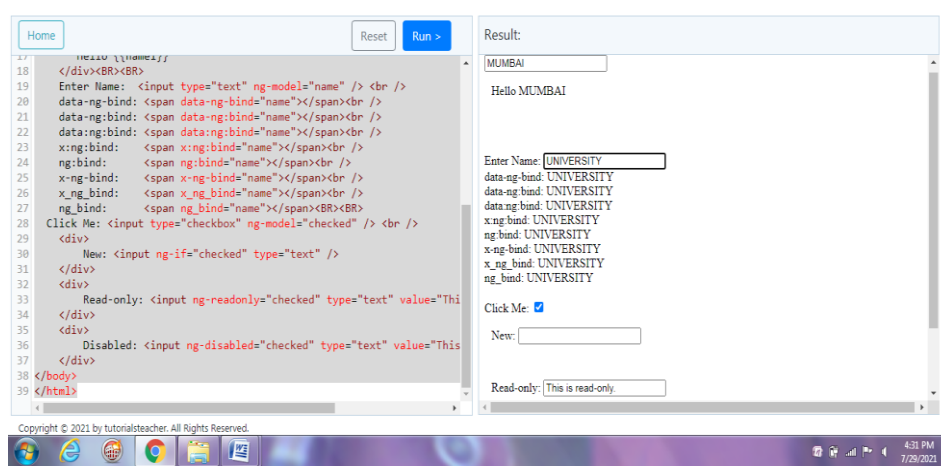 Home
Reset
Run >
17 Hello {{name1}}
18 </div><BR><BR>
19 Enter Name: <input type="text" ng-model="name" /> <br />
20 data-ng-bind: <span data-ng-bind="name"></span><br />
21 data-ng:bind: <span data-ng:bind="name"></span><br />
22 data:ng:bind: <span data:ng:bind="name"></span><br />
23 x:ng:bind: <span x:ng:bind="name"></span><br />
24 ng:bind: <span ng:bind="name"></span><br />
25 x-ng-bind: <span x-ng-bind="name"></span><br />
26 x_ng_bind: <span x_ng_bind="name"></span><br />
27 ng_bind: <span ng_bind="name"></span><BR><BR>
28 Click Me: <input type="checkbox" ng-model="checked" /> <br />
29 <div>
30 New: <input ng-if="checked" type="text" />
31 </div>
32 <div>
33 Read-only: <input ng-readonly="checked" type="text" value="Thi
34 </div>
35 <div>
36 Disabled: <input ng-disabled="checked" type="text" value="This
37 </div>
38 </body>
39 </html>
Result:
MUMBAI
Hello MUMBAI
Enter Name: UNIVERSITY
data-ng-bind: UNIVERSITY
data-ng:bind: UNIVERSITY
data:ng:bind: UNIVERSITY
x:ng:bind: UNIVERSITY
ng:bind: UNIVERSITY
x-ng-bind: UNIVERSITY
x_ng_bind: UNIVERSITY
ng_bind: UNIVERSITY
Click Me:
New:
Read-only: This is read-only.
Copyright © 2021 by tutorialsteacher. All Rights Reserved.
4:31 PM
7/29/2021